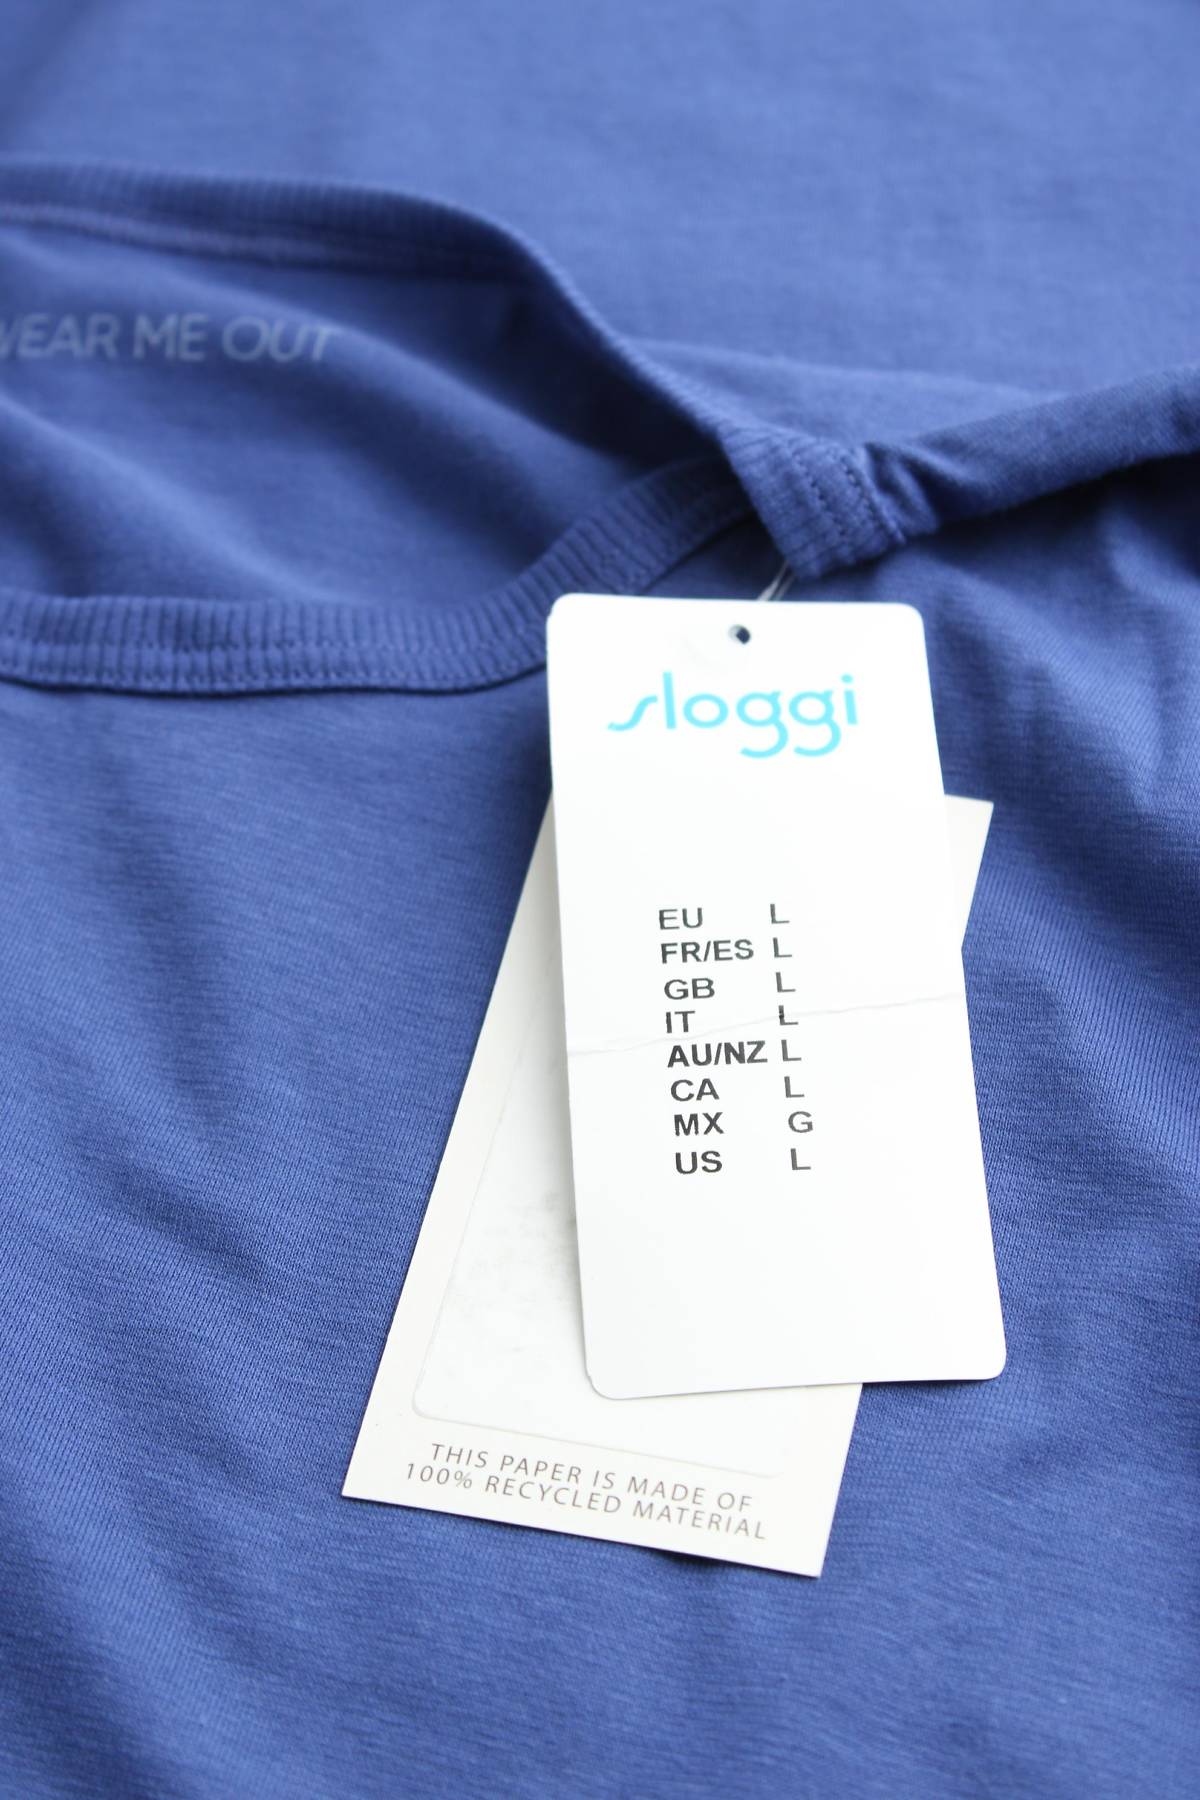 WEAR ME OUT
sloggi
EU L
FR/ES L
GB L
IT L
AU/NZ L
CA L
MX G
US L
THIS PAPER IS MADE OF
100% RECYCLED MATERIAL